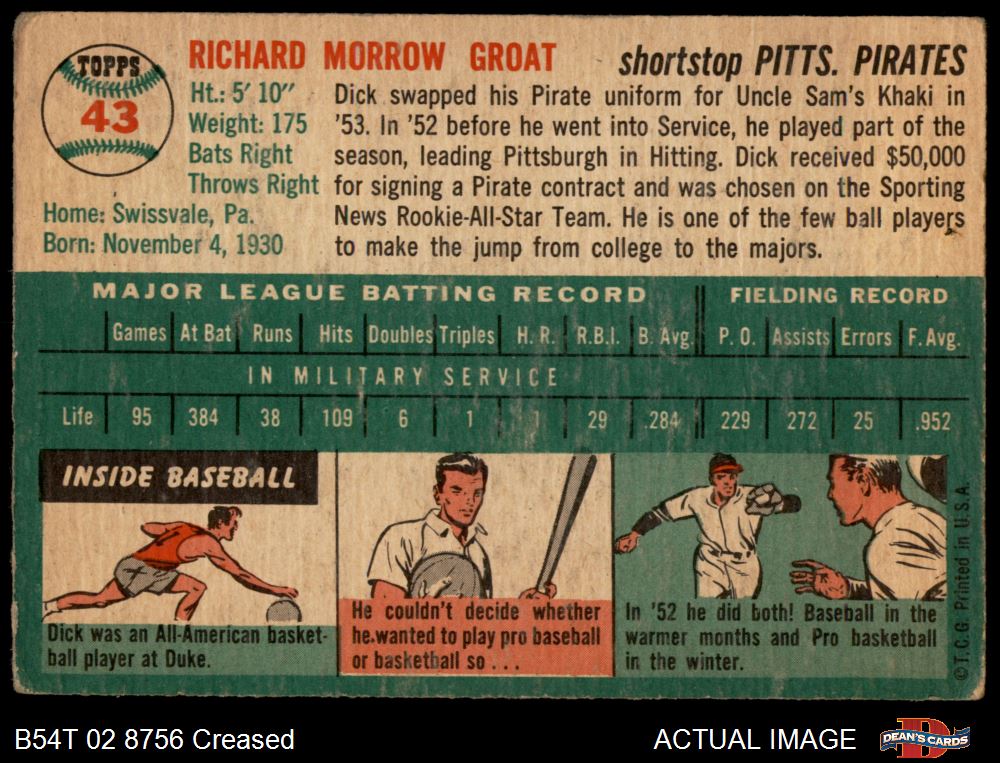 TOPPS
43
RICHARD MORROW GROAT
shortstop PITTS. PIRATES
Ht.: 5' 10"
Weight: 175
Bats Right
Throws Right
Home: Swissvale, Pa.
Born: November 4, 1930
Dick swapped his Pirate uniform for Uncle Sam's Khaki in
'53. In '52 before he went into Service, he played part of the
season, leading Pittsburgh in Hitting. Dick received $50,000
for signing a Pirate contract and was chosen on the Sporting
News Rookie-All-Star Team. He is one of the few ball players
to make the jump from college to the majors.
MAJOR LEAGUE BATTING RECORD FIELDING RECORD
Games At Bat Runs Hits Doubles Triples H. R. R.B.I. B. Avg. P. O. Assists Errors F. Avg.
IN MILITARY SERVICE
Life 95 384 38 109 6 1 1 29 .284 229 272 25 .952
INSIDE BASEBALL
Dick was an All-American basket-
ball player at Duke.
He couldn't decide whether
he wanted to play pro baseball
or basketball so . . .
In '52 he did both! Baseball in the
warmer months and Pro basketball
in the winter.
© T.C.G. Printed in U.S.A.
B54T 02 8756 Creased
ACTUAL IMAGE
DEAN'S CARDS